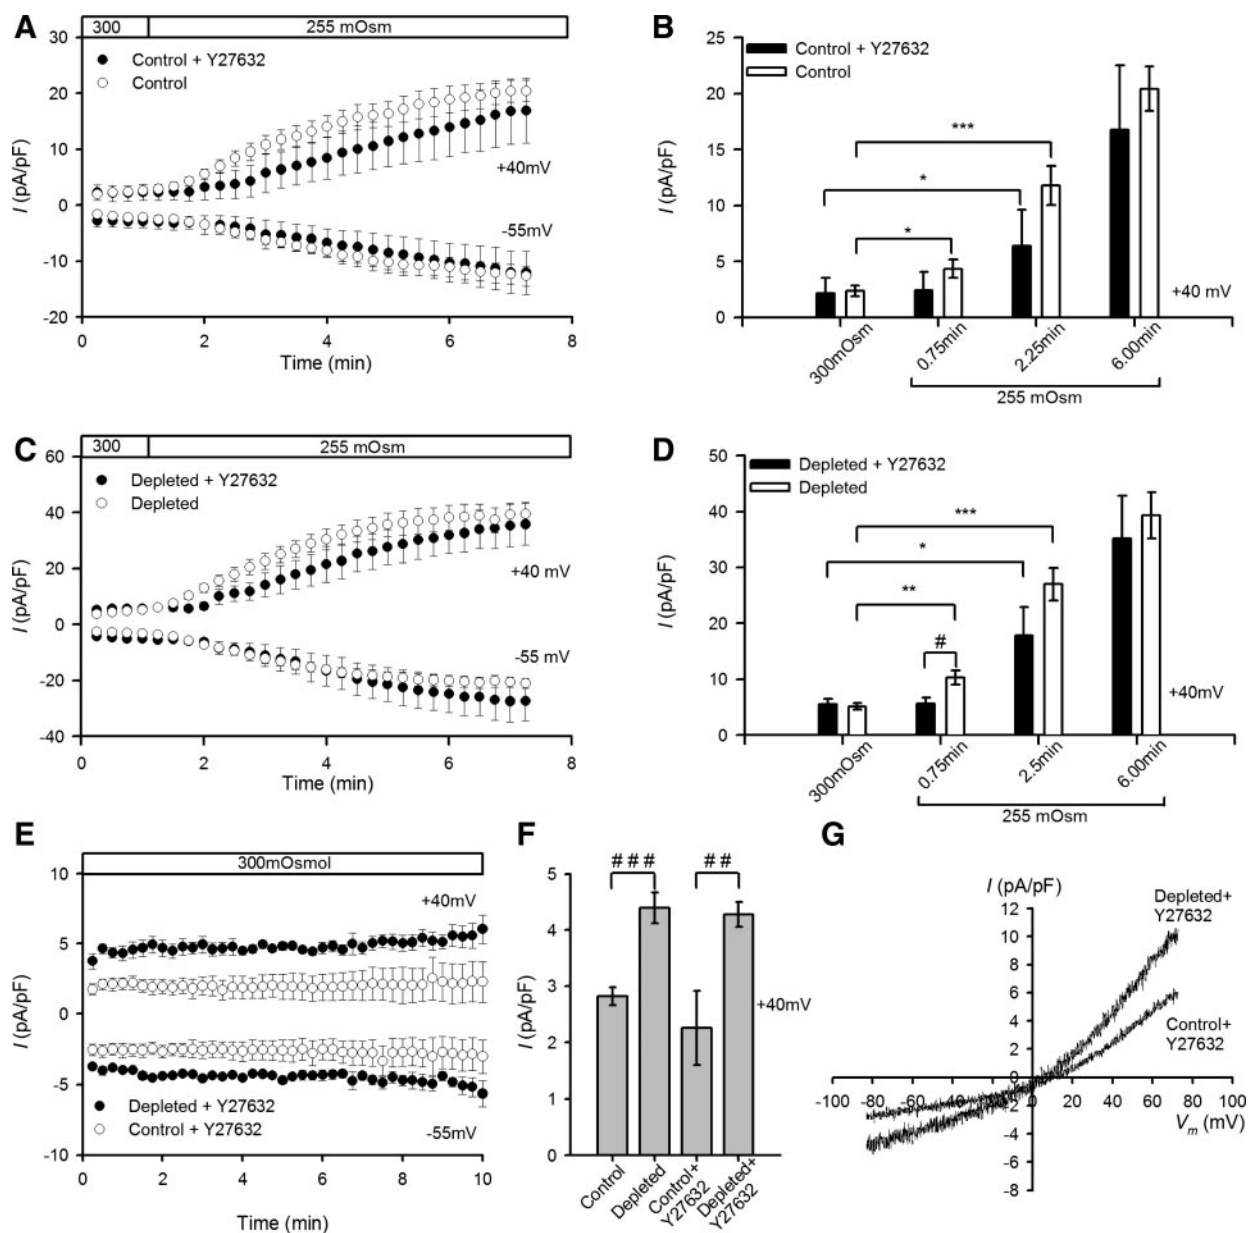 A
300
255 mOsm
30
20
10
0
-10
-20
I (pA/pF)
Control + Y27632
Control
+40mV
-55mV
0
2
4
6
8
Time (min)
B
25
20
15
10
5
0
I (pA/pF)
Control + Y27632
Control
***
*
*
+40 mV
300mOsm
0.75min
2.25min
6.00min
255 mOsm
C
300
255 mOsm
60
40
20
0
-20
-40
I (pA/pF)
Depleted + Y27632
Depleted
+40 mV
-55 mV
0
2
4
6
8
Time (min)
D
50
40
30
20
10
0
I (pA/pF)
Depleted + Y27632
Depleted
***
*
**
#
+40mV
300mOsm
0.75min
2.5min
6.00min
255 mOsm
E
300mOsmol
10
5
0
-5
-10
I (pA/pF)
+40mV
Depleted + Y27632
Control + Y27632
-55mV
0
2
4
6
8
10
Time (min)
F
5
4
3
2
1
0
I (pA/pF)
# # #
# #
+40mV
Control
Depleted
Control+
Y27632
Depleted+
Y27632
G
I (pA/pF)
12
10
8
6
4
2
0
-2
-4
-6
-8
Depleted+
Y27632
Control+
Y27632
-100
-80
-60
-40
-20
0
20
40
60
80
100
Vm (mV)